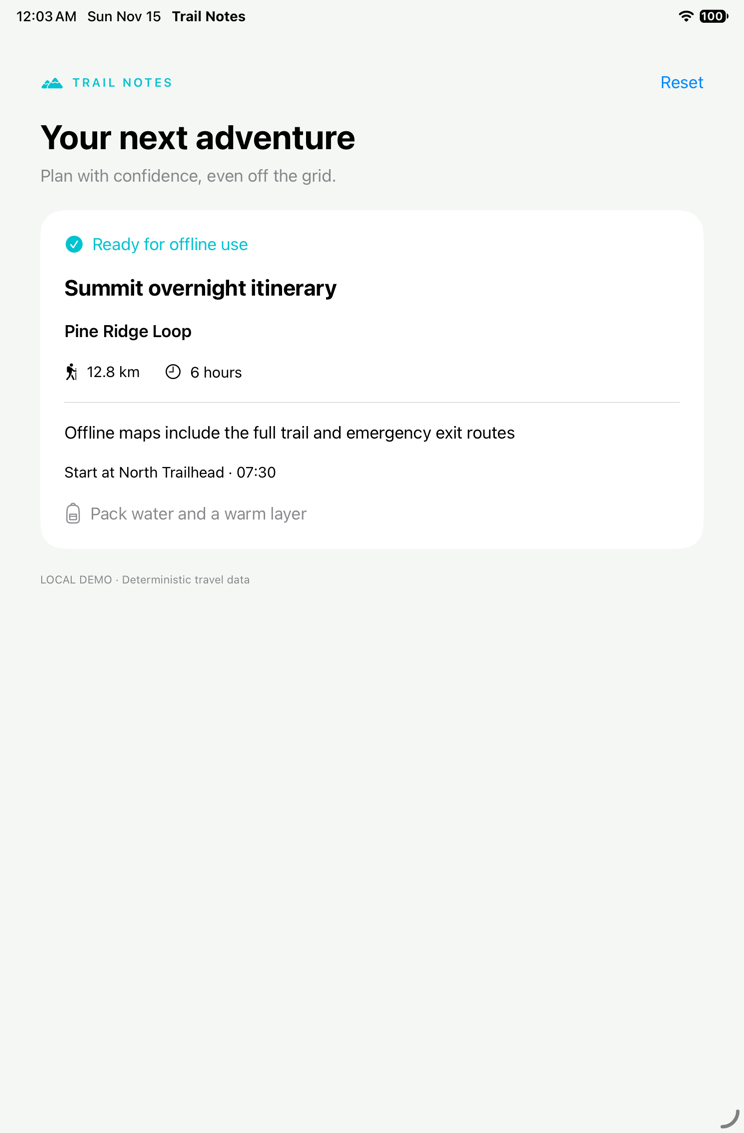 12:03 AM Sun Nov 15 Trail Notes 100
TRAIL NOTES Reset
Your next adventure
Plan with confidence, even off the grid.
Ready for offline use
Summit overnight itinerary
Pine Ridge Loop
12.8 km 6 hours
Offline maps include the full trail and emergency exit routes
Start at North Trailhead · 07:30
Pack water and a warm layer
LOCAL DEMO · Deterministic travel data